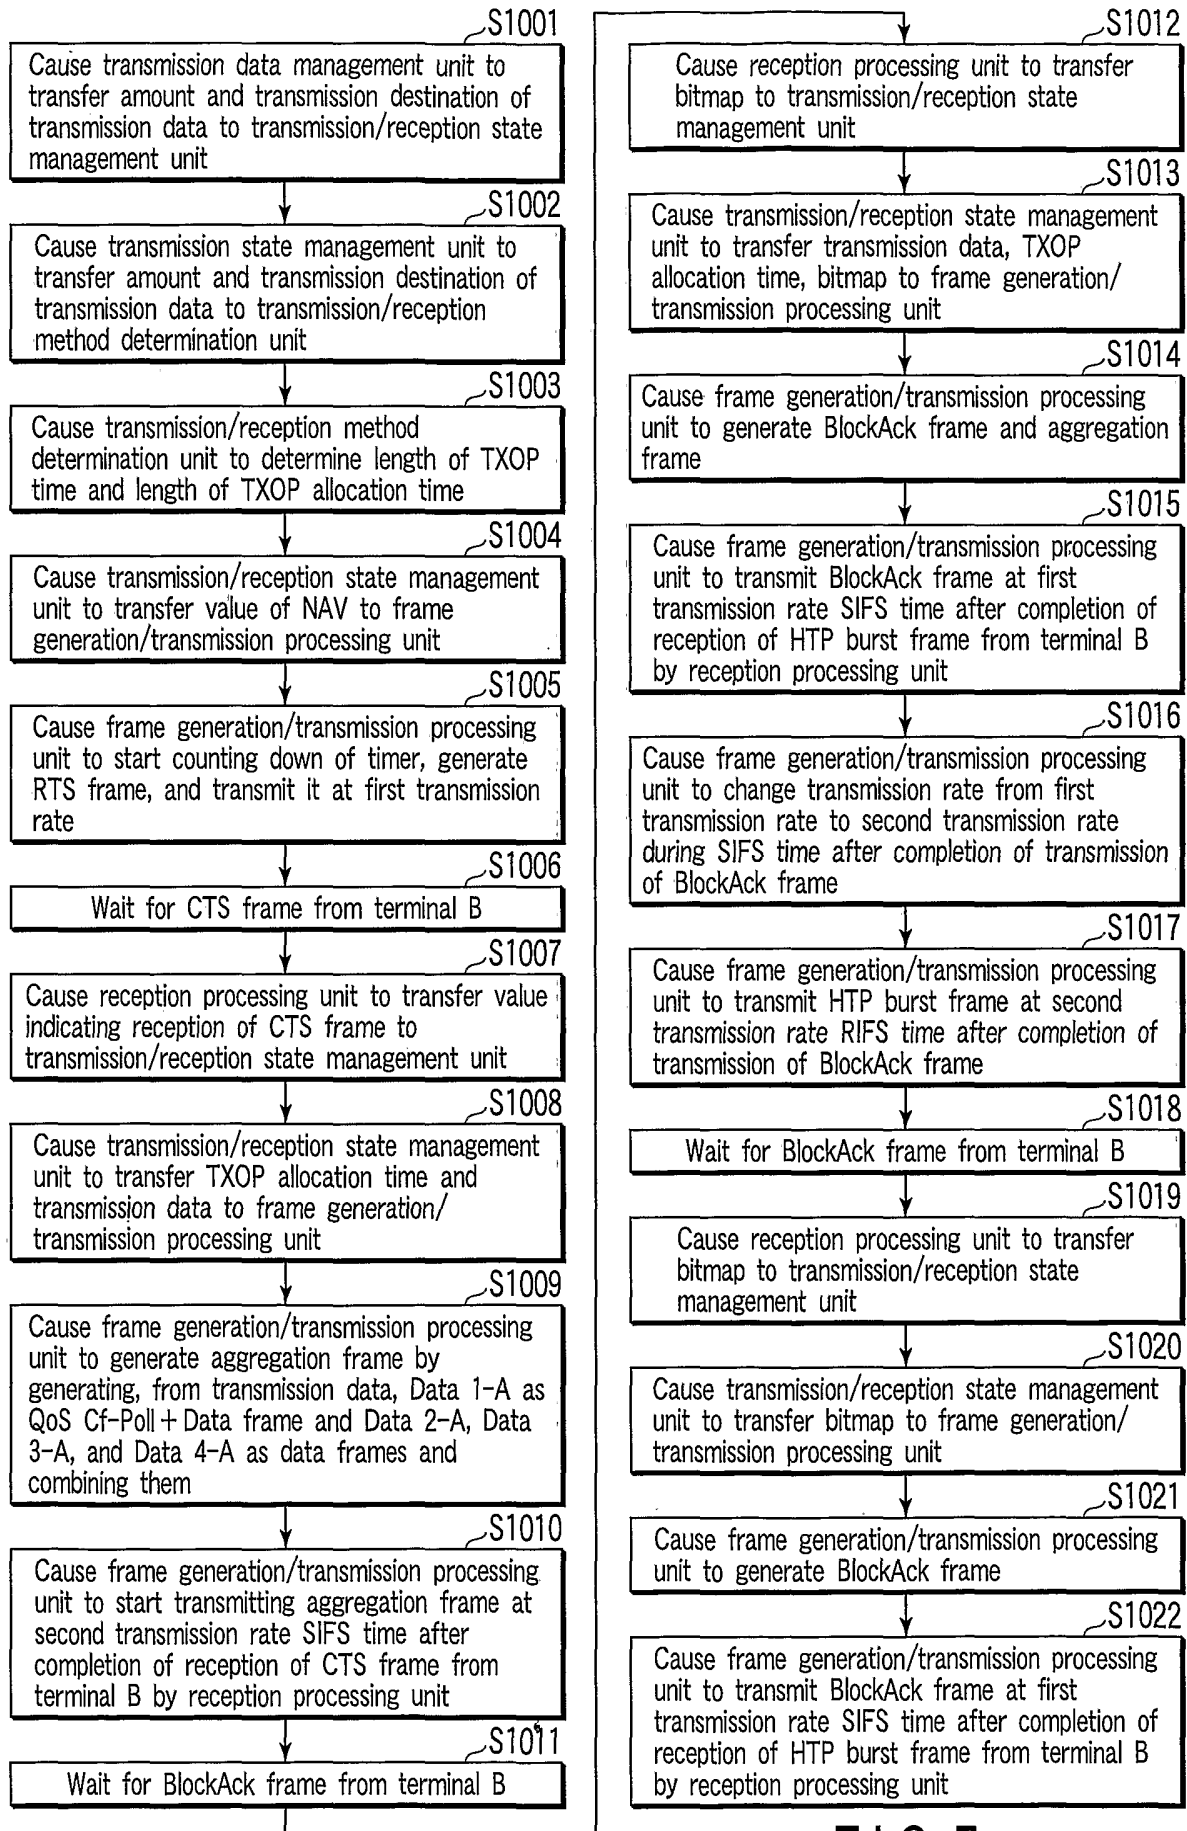 S1001
Cause transmission data management unit to
transfer amount and transmission destination of
transmission data to transmission/reception state
management unit
S1002
Cause transmission state management unit to
transfer amount and transmission destination of
transmission data to transmission/reception
method determination unit
S1003
Cause transmission/reception method
determination unit to determine length of TXOP
time and length of TXOP allocation time
S1004
Cause transmission/reception state management
unit to transfer value of NAV to frame
generation/transmission processing unit
S1005
Cause frame generation/transmission processing
unit to start counting down of timer, generate
RTS frame, and transmit it at first transmission
rate
S1006
Wait for CTS frame from terminal B
S1007
Cause reception processing unit to transfer value
indicating reception of CTS frame to
transmission/reception state management unit
S1008
Cause transmission/reception state management
unit to transfer TXOP allocation time and
transmission data to frame generation/
transmission processing unit
S1009
Cause frame generation/transmission processing
unit to generate aggregation frame by
generating, from transmission data, Data 1-A as
QoS Cf-Poll+Data frame and Data 2-A, Data
3-A, and Data 4-A as data frames and
combining them
S1010
Cause frame generation/transmission processing
unit to start transmitting aggregation frame at
second transmission rate SIFS time after
completion of reception of CTS frame from
terminal B by reception processing unit
S1011
Wait for BlockAck frame from terminal B
S1012
Cause reception processing unit to transfer
bitmap to transmission/reception state
management unit
S1013
Cause transmission/reception state management
unit to transfer transmission data, TXOP
allocation time, bitmap to frame generation/
transmission processing unit
S1014
Cause frame generation/transmission processing
unit to generate BlockAck frame and aggregation
frame
S1015
Cause frame generation/transmission processing
unit to transmit BlockAck frame at first
transmission rate SIFS time after completion of
reception of HTP burst frame from terminal B
by reception processing unit
S1016
Cause frame generation/transmission processing
unit to change transmission rate from first
transmission rate to second transmission rate
during SIFS time after completion of transmission
of BlockAck frame
S1017
Cause frame generation/transmission processing
unit to transmit HTP burst frame at second
transmission rate RIFS time after completion of
transmission of BlockAck frame
S1018
Wait for BlockAck frame from terminal B
S1019
Cause reception processing unit to transfer
bitmap to transmission/reception state
management unit
S1020
Cause transmission/reception state management
unit to transfer bitmap to frame generation/
transmission processing unit
S1021
Cause frame generation/transmission processing
unit to generate BlockAck frame
S1022
Cause frame generation/transmission processing
unit to transmit BlockAck frame at first
transmission rate SIFS time after completion of
reception of HTP burst frame from terminal B
by reception processing unit